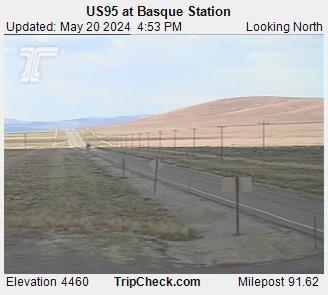 US95 at Basque Station
Updated: May 20 2024 4:53 PM Looking North
Elevation 4460 TripCheck.com Milepost 91.62